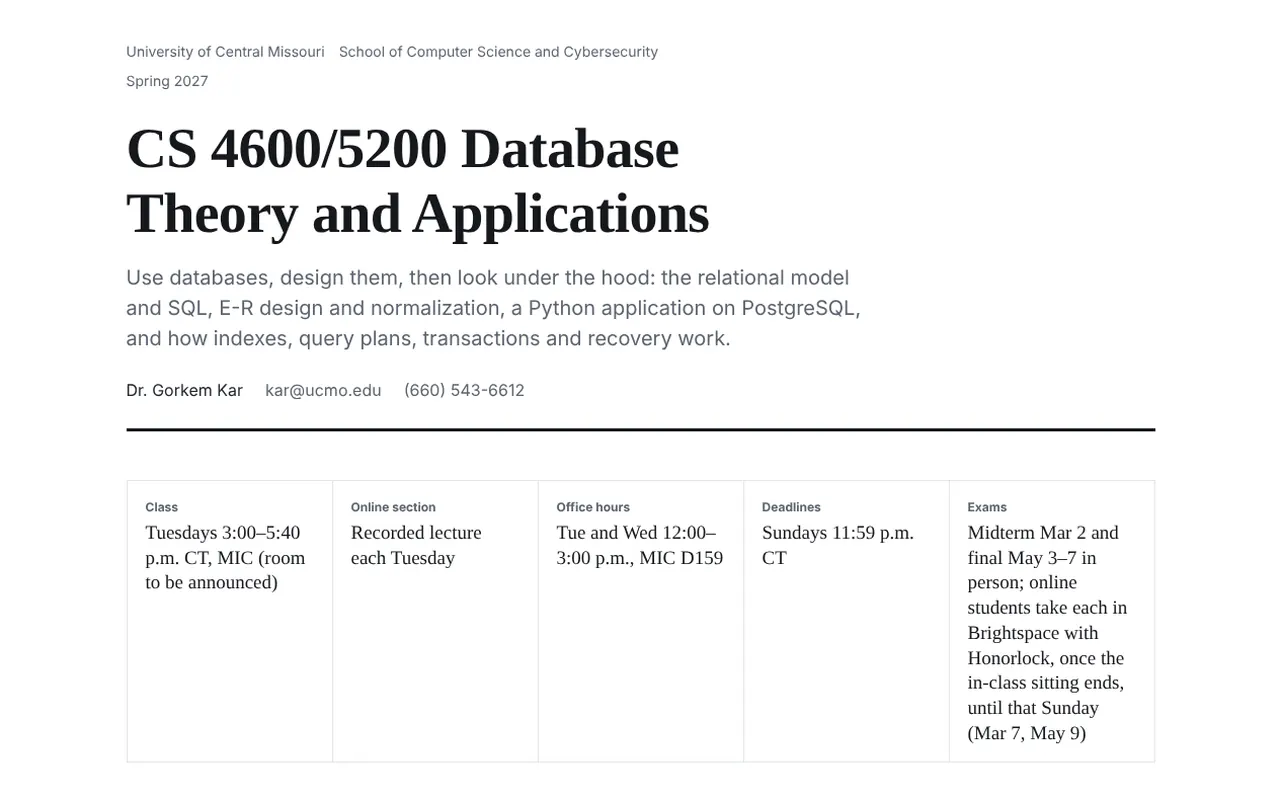 University of Central Missouri School of Computer Science and Cybersecurity
Spring 2027
CS 4600/5200 Database
Theory and Applications
Use databases, design them, then look under the hood: the relational model
and SQL, E-R design and normalization, a Python application on PostgreSQL,
and how indexes, query plans, transactions and recovery work.
Dr. Gorkem Kar kar@ucmo.edu (660) 543-6612
Class
Tuesdays 3:00–5:40
p.m. CT, MIC (room
to be announced)
Online section
Recorded lecture
each Tuesday
Office hours
Tue and Wed 12:00–
3:00 p.m., MIC D159
Deadlines
Sundays 11:59 p.m.
CT
Exams
Midterm Mar 2 and
final May 3–7 in
person; online
students take each in
Brightspace with
Honorlock, once the
in-class sitting ends,
until that Sunday
(Mar 7, May 9)